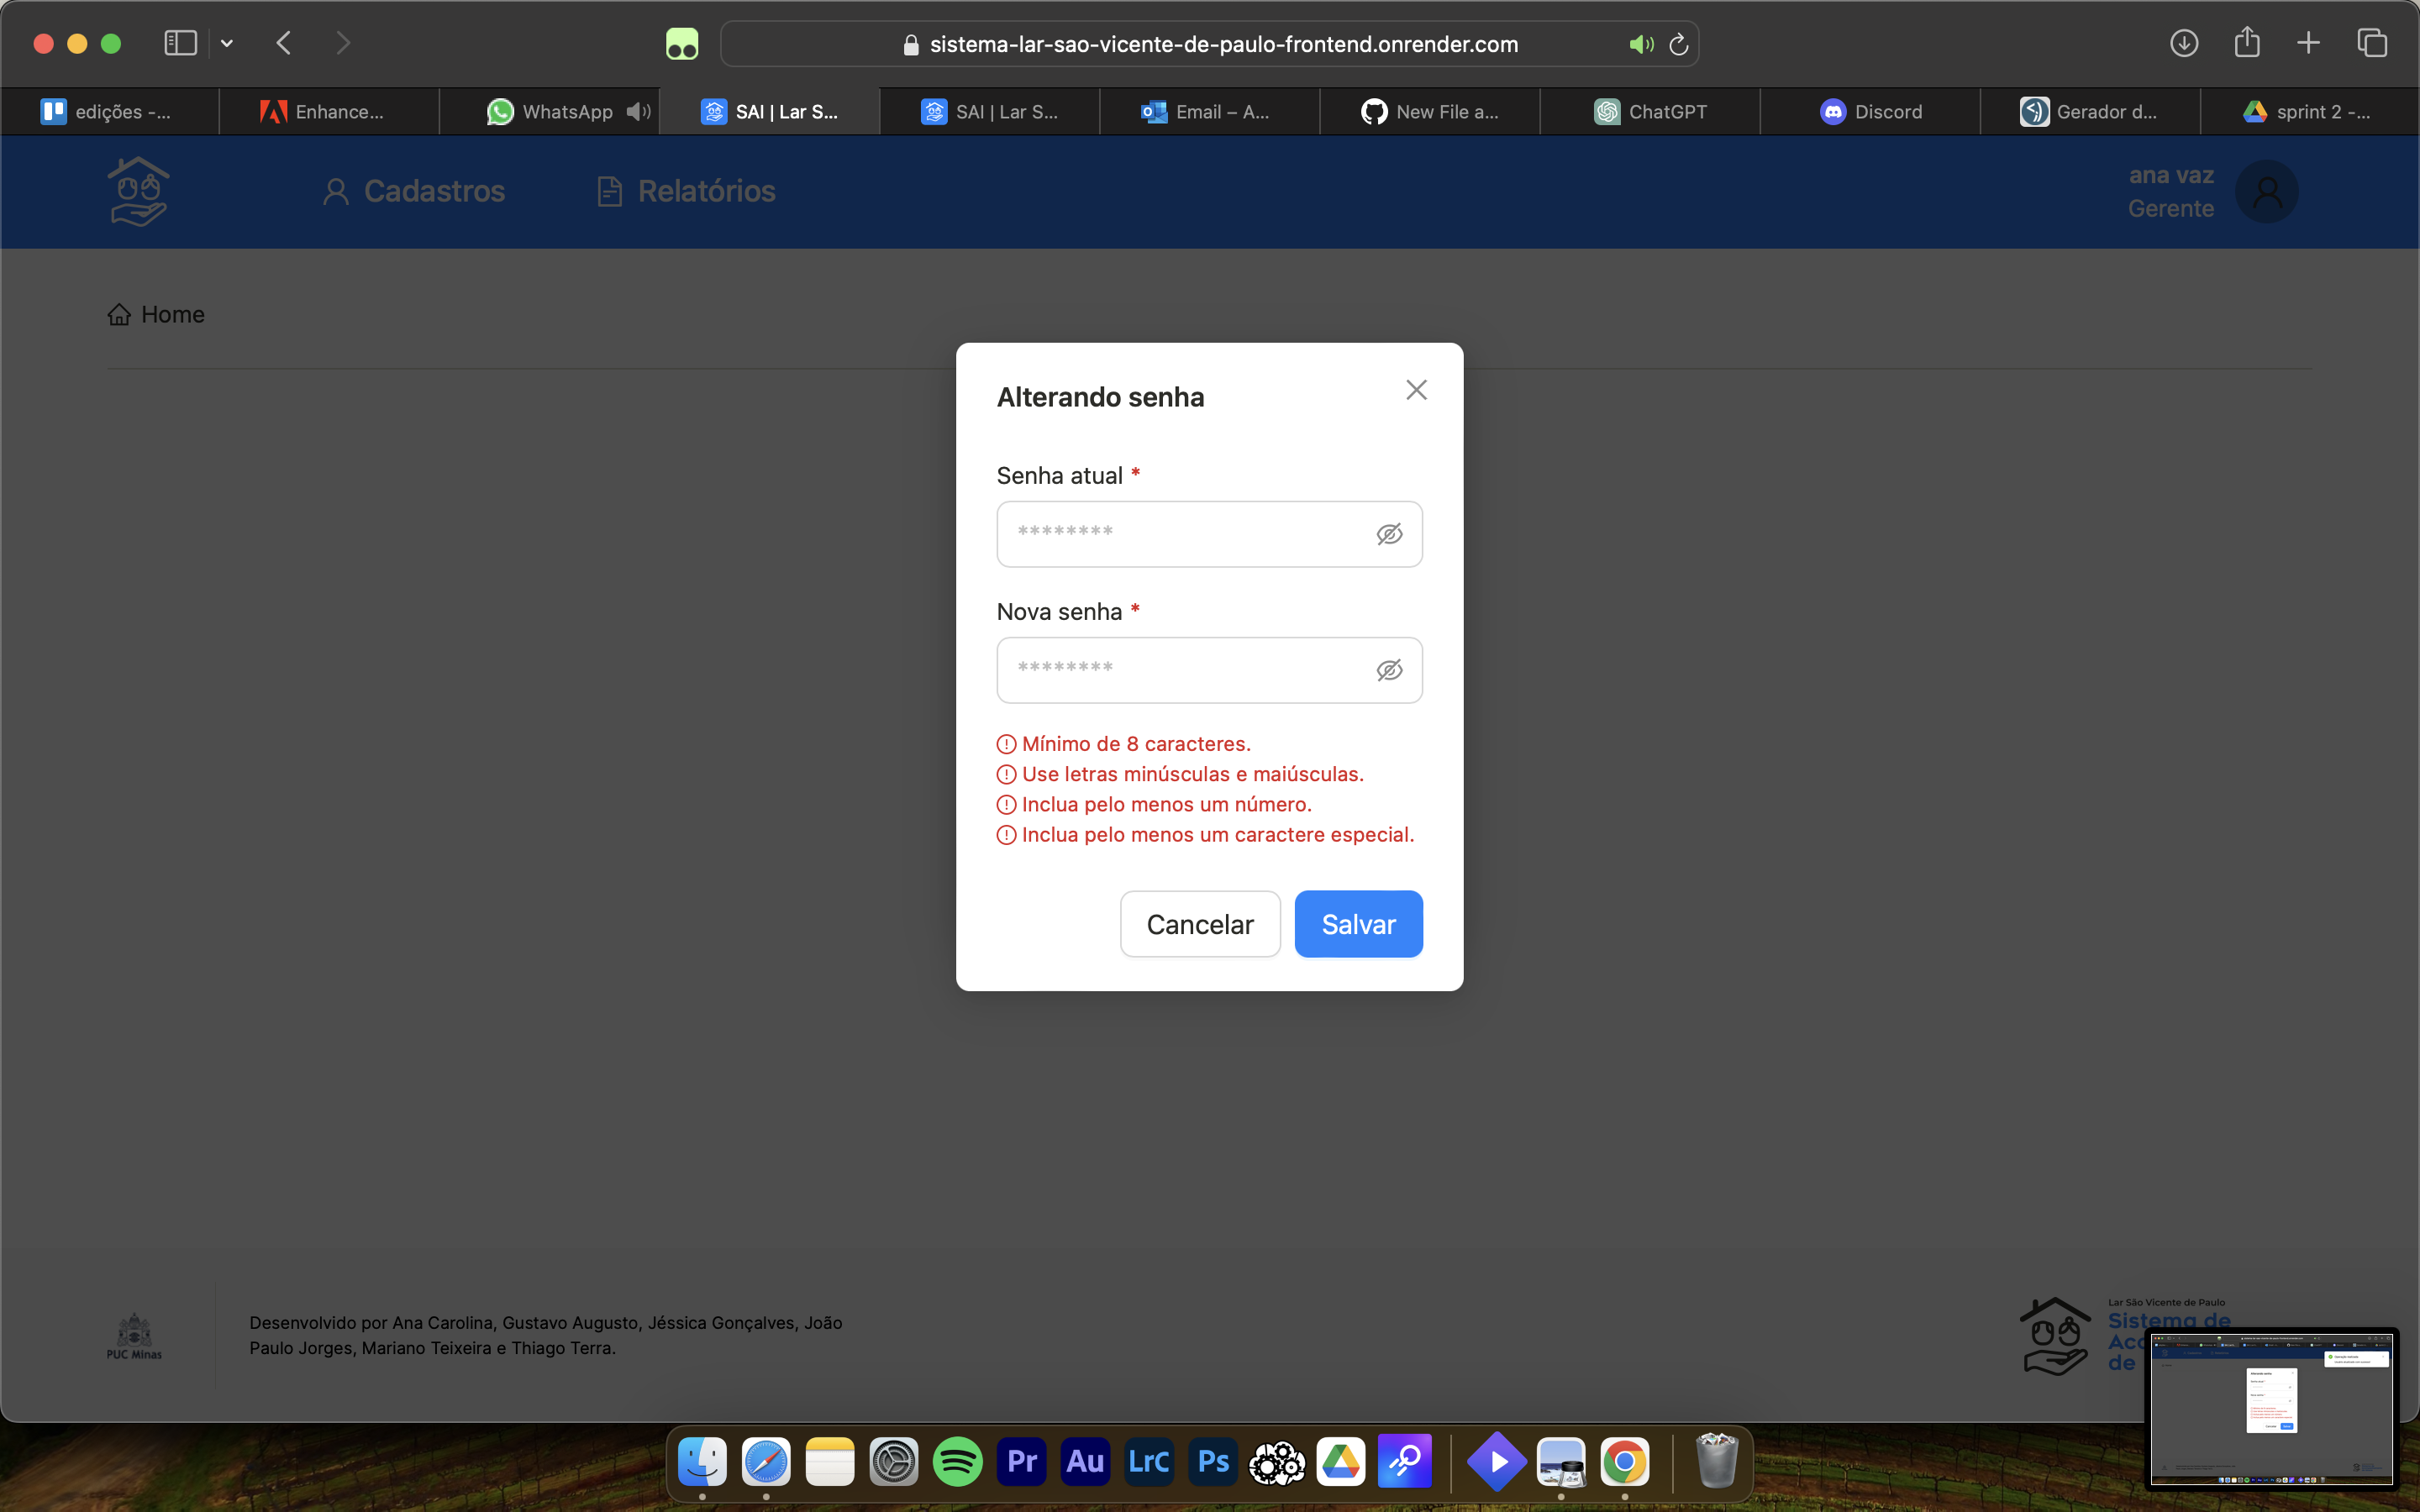 sistema-lar-sao-vicente-de-paulo-frontend.onrender.com
edições -...
Enhance...
WhatsApp
SAI | Lar S...
SAI | Lar S...
Email – A...
New File a...
ChatGPT
Discord
Gerador d...
sprint 2 -...
Cadastros
Relatórios
ana vaz
Gerente
Home
Alterando senha
Senha atual *
********
Nova senha *
********
Mínimo de 8 caracteres.
Use letras minúsculas e maiúsculas.
Inclua pelo menos um número.
Inclua pelo menos um caractere especial.
Cancelar
Salvar
PUC Minas
Desenvolvido por Ana Carolina, Gustavo Augusto, Jéssica Gonçalves, João
Paulo Jorges, Mariano Teixeira e Thiago Terra.
Lar São Vicente de Paulo
Sistema de
de
Pr
Au
LrC
Ps